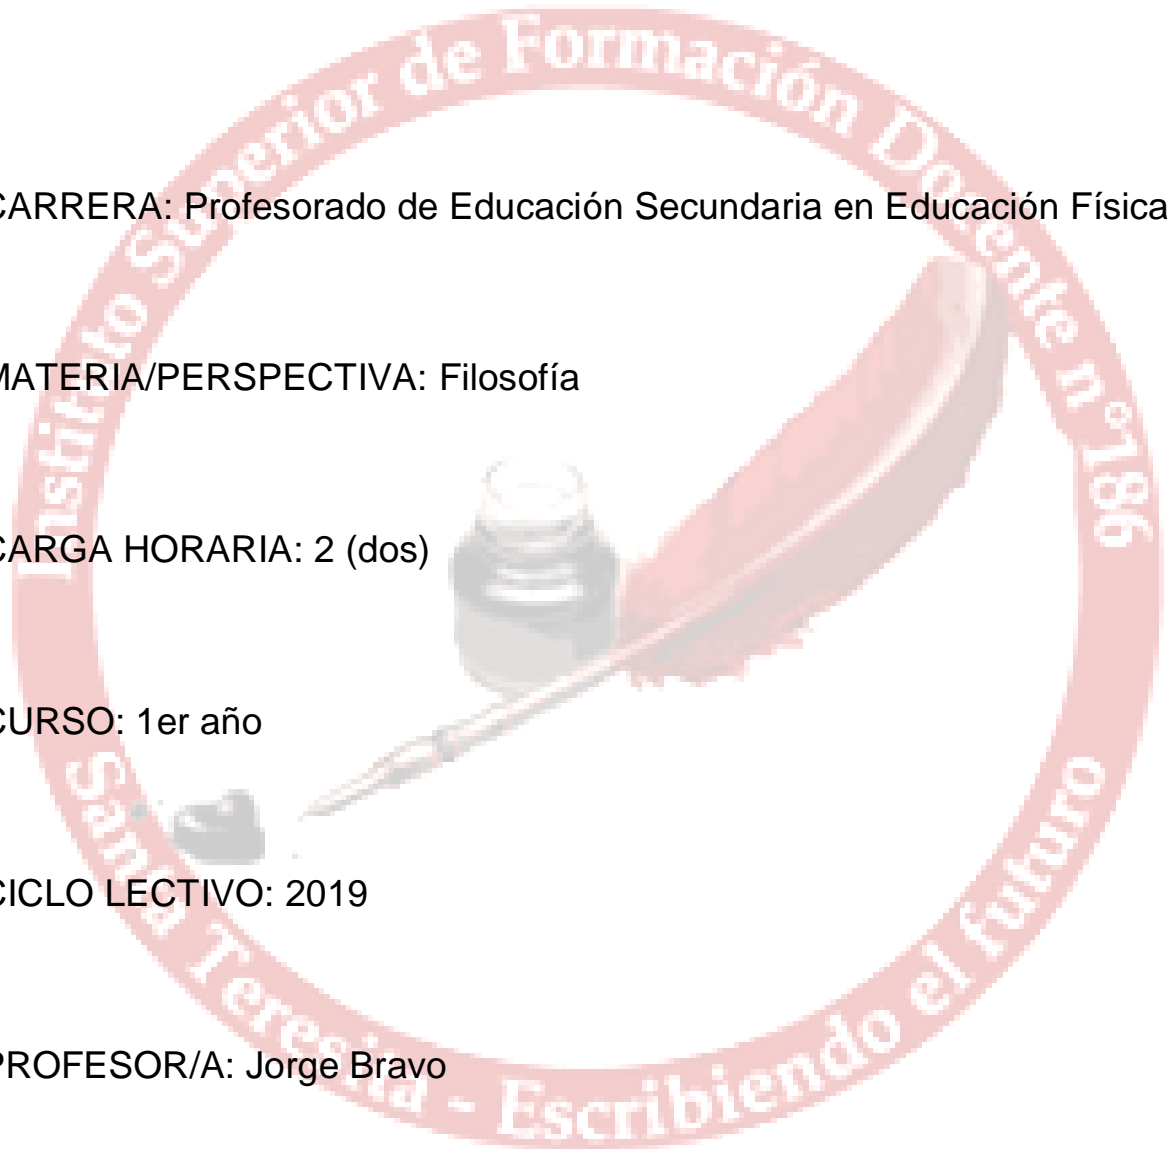 Instituto Superior de Formación Docente n°186
CARRERA: Profesorado de Educación Secundaria en Educación Física
MATERIA/PERSPECTIVA: Filosofía
CARGA HORARIA: 2 (dos)
CURSO: 1er año
CICLO LECTIVO: 2019
PROFESOR/A: Jorge Bravo
Santa Teresita - Escribiendo el futuro